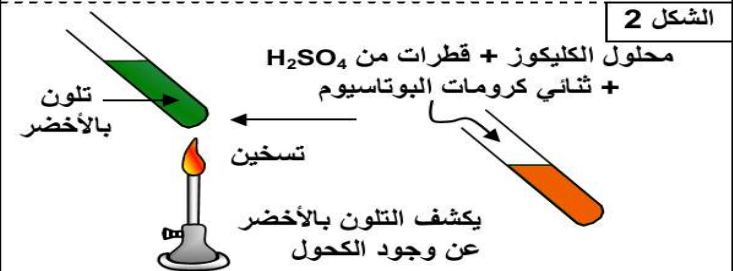 الشكل 2
محلول الكليكوز + قطرات من H₂SO₄
+ ثنائي كرومات البوتاسيوم
تلون
بالأخضر
تسخين
يكشف التلون بالأخضر
عن وجود الكحول